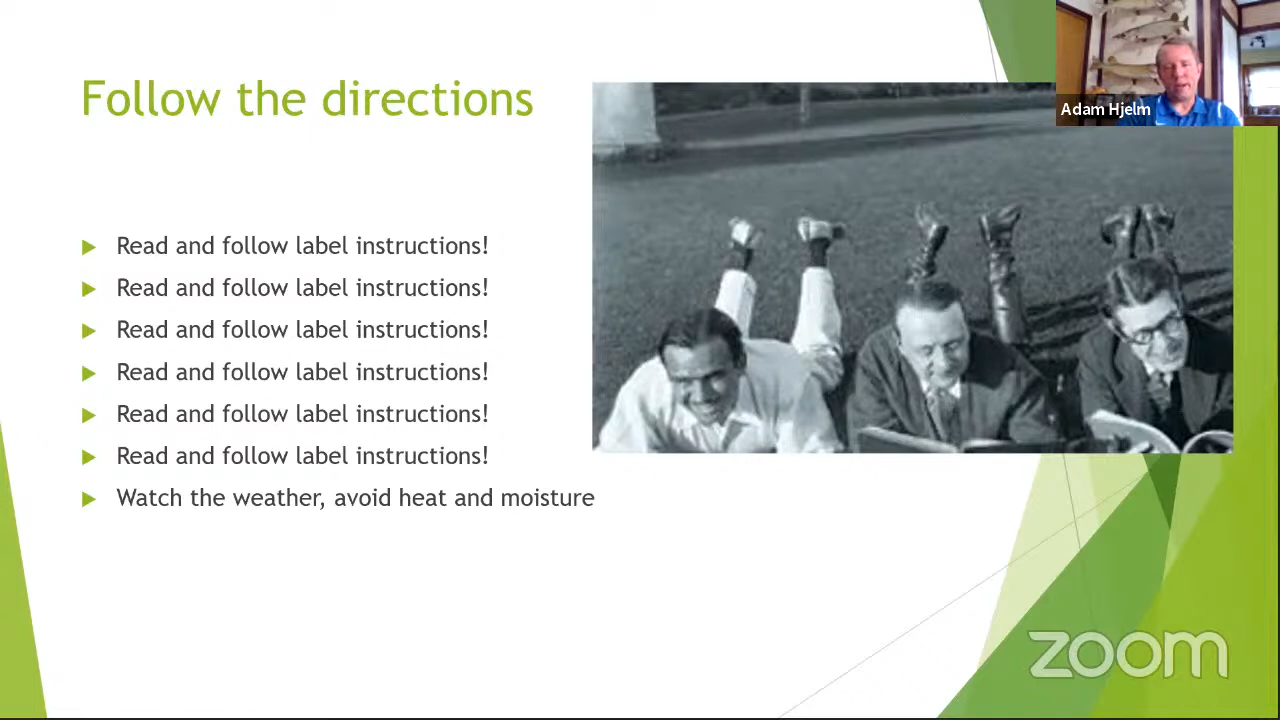 Follow the directions
Adam Hjelm
Read and follow label instructions!
Read and follow label instructions!
Read and follow label instructions!
Read and follow label instructions!
Read and follow label instructions!
Read and follow label instructions!
Watch the weather, avoid heat and moisture
zoom